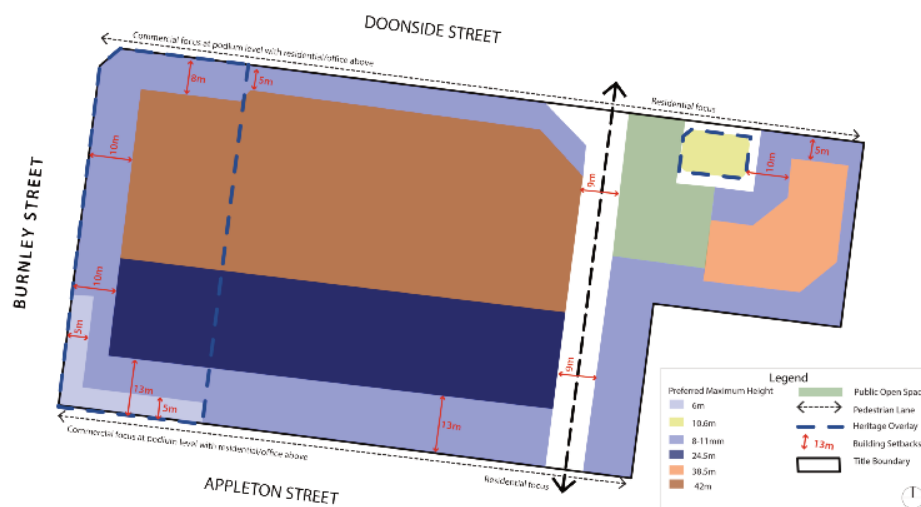 DOONSIDE STREET
Commercial focus at podium level with residential/office above
Residential focus
8m
5m
5m
10m
10m
9m
BURNLEY STREET
10m
5m
13m
5m
9m
13m
Commercial focus at podium level with residential/office above
Residential focus
APPLETON STREET
Legend
Preferred Maximum Height
6m
10.6m
8-11mm
24.5m
38.5m
42m
Public Open Spac
Pedestrian Lane
Heritage Overlay
13m
Building Setbacks
Title Boundary